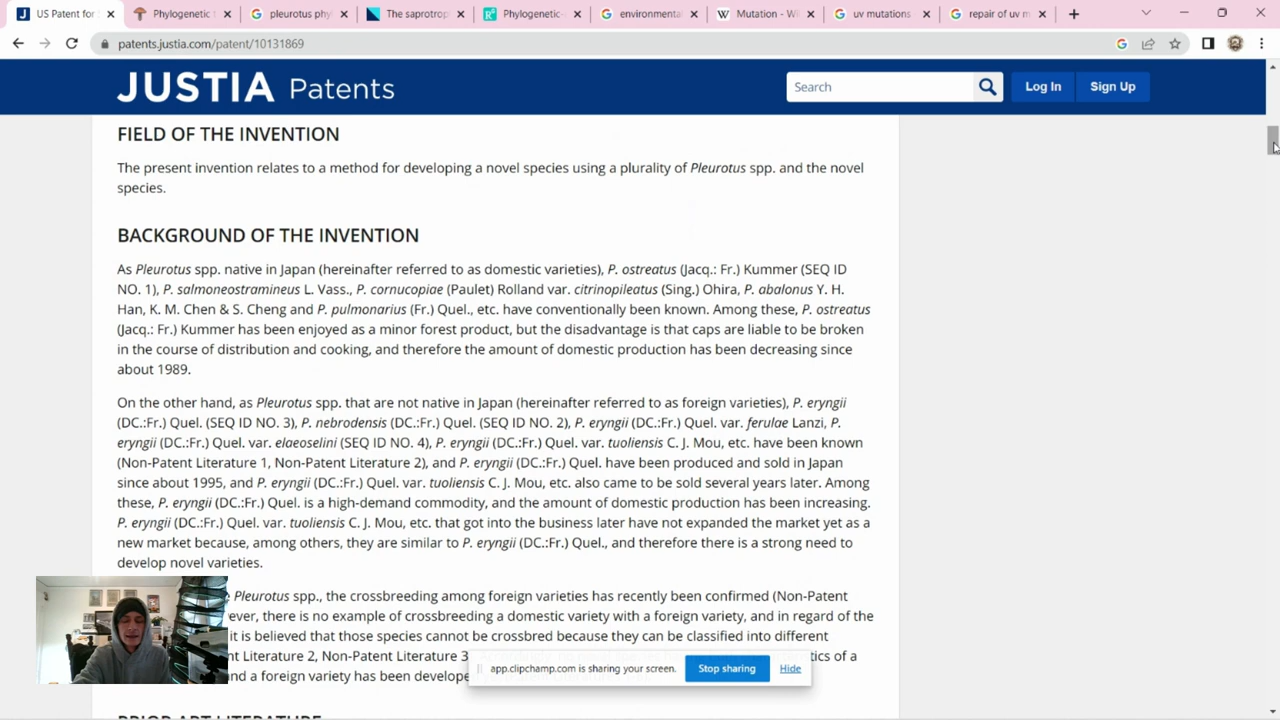 US Patent for
Phylogenetic
pleurotus phy
The saprotrop
Phylogenetic-
environmental
Mutation - Wi
uv mutations
repair of uv m
patents.justia.com/patent/10131869
JUSTIA Patents
Search
Log In
Sign Up
FIELD OF THE INVENTION
The present invention relates to a method for developing a novel species using a plurality of Pleurotus spp. and the novel
species.
BACKGROUND OF THE INVENTION
As Pleurotus spp. native in Japan (hereinafter referred to as domestic varieties), P. ostreatus (Jacq.: Fr.) Kummer (SEQ ID
NO. 1), P. salmoneostramineus L. Vass., P. cornucopiae (Paulet) Rolland var. citrinopileatus (Sing.) Ohira, P. abalonus Y. H.
Han, K. M. Chen & S. Cheng and P. pulmonarius (Fr.) Quel., etc. have conventionally been known. Among these, P. ostreatus
(Jacq.: Fr.) Kummer has been enjoyed as a minor forest product, but the disadvantage is that caps are liable to be broken
in the course of distribution and cooking, and therefore the amount of domestic production has been decreasing since
about 1989.
On the other hand, as Pleurotus spp. that are not native in Japan (hereinafter referred to as foreign varieties), P. eryngii
(DC.:Fr.) Quel. (SEQ ID NO. 3), P. nebrodensis (DC.:Fr.) Quel. (SEQ ID NO. 2), P. eryngii (DC.:Fr.) Quel. var. ferulae Lanzi, P.
eryngii (DC.:Fr.) Quel. var. elaeoselini (SEQ ID NO. 4), P. eryngii (DC.:Fr.) Quel. var. tuoliensis C. J. Mou, etc. have been known
(Non-Patent Literature 1, Non-Patent Literature 2), and P. eryngii (DC.:Fr.) Quel. have been produced and sold in Japan
since about 1995, and P. eryngii (DC.:Fr.) Quel. var. tuoliensis C. J. Mou, etc. also came to be sold several years later. Among
these, P. eryngii (DC.:Fr.) Quel. is a high-demand commodity, and the amount of domestic production has been increasing.
P. eryngii (DC.:Fr.) Quel. var. tuoliensis C. J. Mou, etc. that got into the business later have not expanded the market yet as a
new market because, among others, they are similar to P. eryngii (DC.:Fr.) Quel., and therefore there is a strong need to
develop novel varieties.
Pleurotus spp., the crossbreeding among foreign varieties has recently been confirmed (Non-Patent
there is no example of crossbreeding a domestic variety with a foreign variety, and in regard of the
it is believed that those species cannot be crossbred because they can be classified into different
Literature 2, Non-Patent Literature 3
and a foreign variety has been develope
app.clipchamp.com is sharing your screen.
Stop sharing
Hide
PRIOR ART LITERATURE